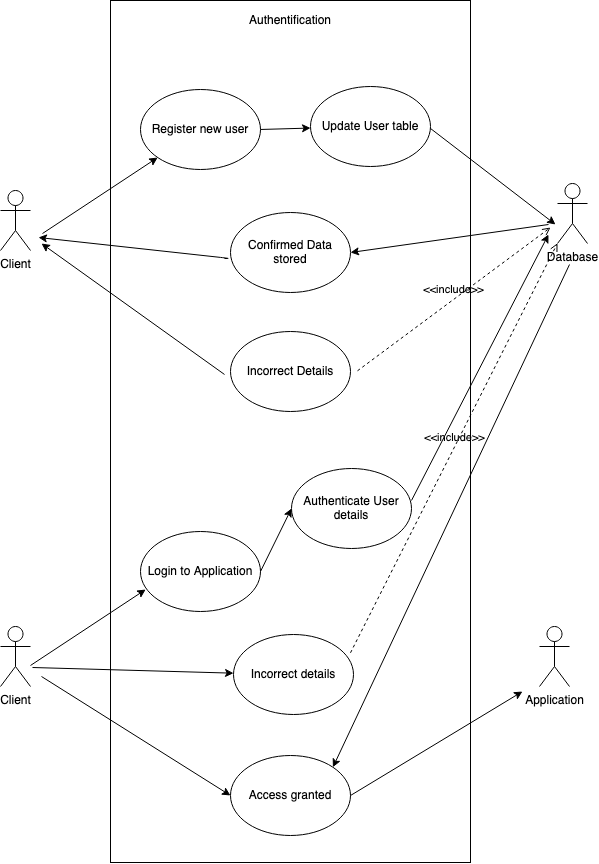 Authentification
Register new user
Update User table
Client
Confirmed Data
stored
Database
<<include>>
Incorrect Details
<<include>>
Authenticate User
details
Login to Application
Client
Incorrect details
Application
Access granted